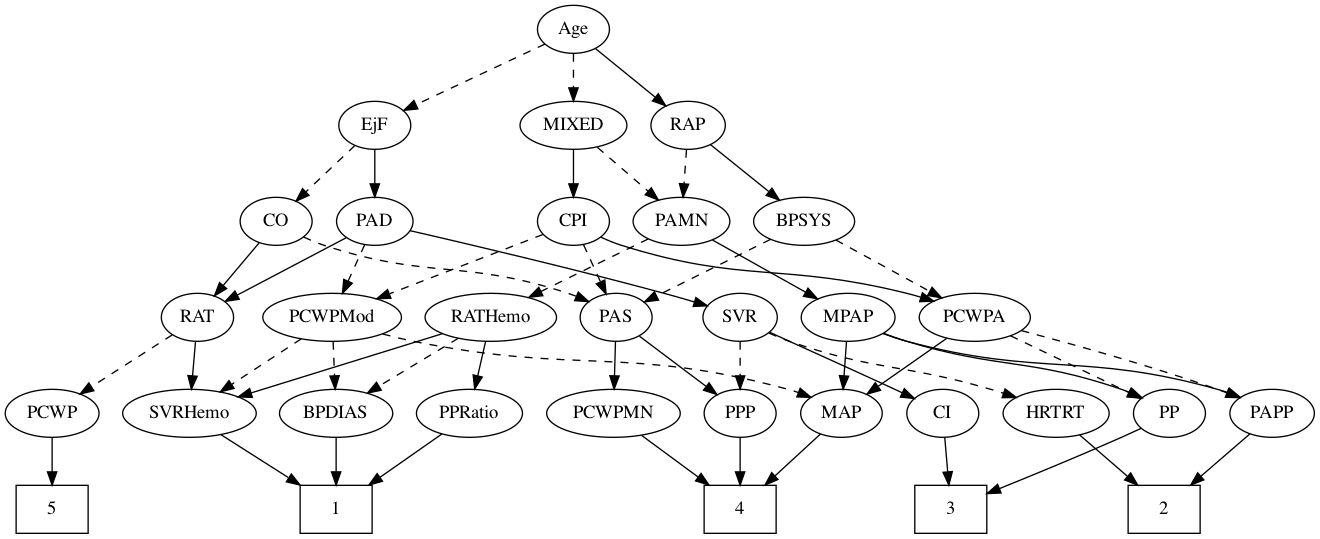 Age
EjF
MIXED
RAP
CO
PAD
CPI
PAMN
BPSYS
RAT
PCWPMod
RATHemo
PAS
SVR
MPAP
PCWPA
PCWP
SVRHemo
BPDIAS
PPRatio
PCWPMN
PPP
MAP
CI
HRTRT
PP
PAPP
5
1
4
3
2